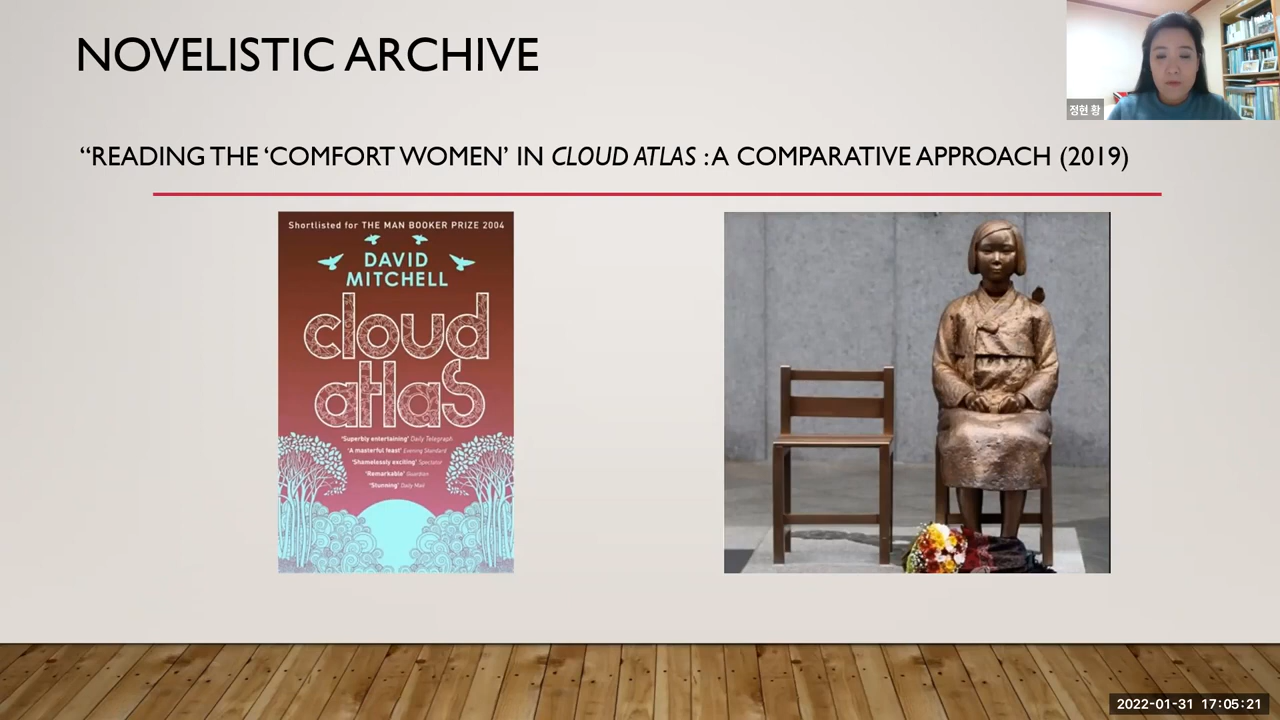 NOVELISTIC ARCHIVE
정현 황
“READING THE ‘COMFORT WOMEN’ IN CLOUD ATLAS : A COMPARATIVE APPROACH (2019)
Shortlisted for THE MAN BOOKER PRIZE 2004
DAVID
MITCHELL
cloud
atlas
'Superbly entertaining' Daily Telegraph
'A masterful feast' Evening Standard
'Shamelessly exciting' Spectator
'Remarkable' Guardian
'Stunning' Daily Mail
2022-01-31 17:05:21